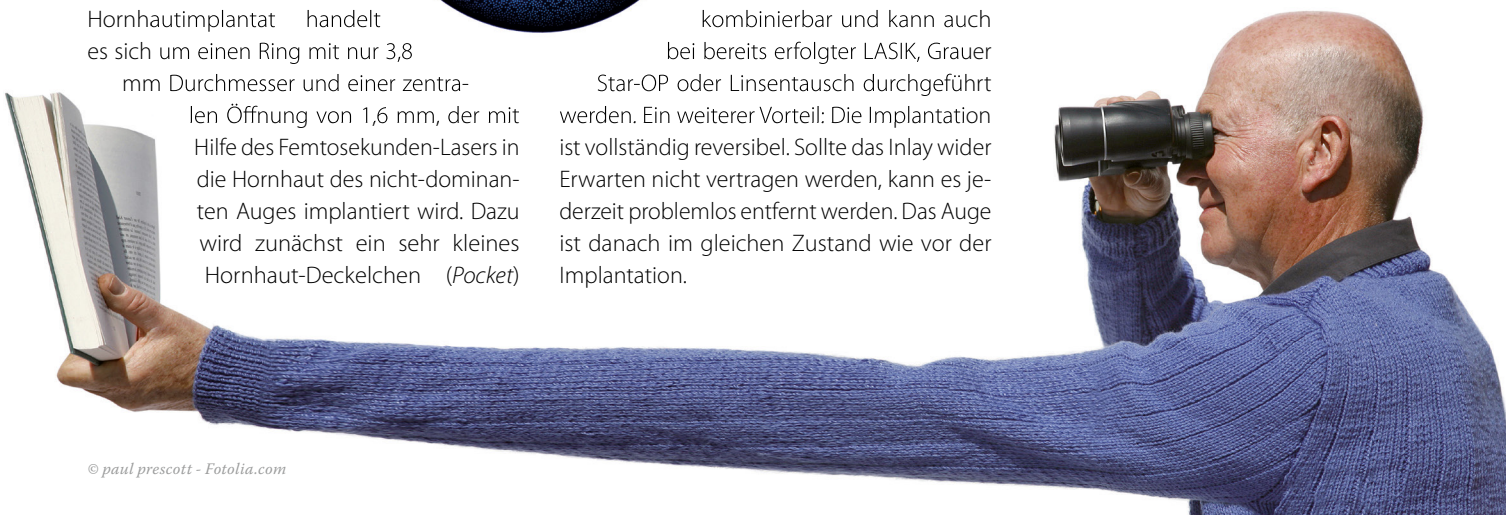 Hornhautimplantat handelt
es sich um einen Ring mit nur 3,8
mm Durchmesser und einer zentra-
len Öffnung von 1,6 mm, der mit
Hilfe des Femtosekunden-Lasers in
die Hornhaut des nicht-dominan-
ten Auges implantiert wird. Dazu
wird zunächst ein sehr kleines
Hornhaut-Deckelchen (Pocket)
kombinierbar und kann auch
bei bereits erfolgter LASIK, Grauer
Star-OP oder Linsentausch durchgeführt
werden. Ein weiterer Vorteil: Die Implantation
ist vollständig reversibel. Sollte das Inlay wider
Erwarten nicht vertragen werden, kann es je-
derzeit problemlos entfernt werden. Das Auge
ist danach im gleichen Zustand wie vor der
Implantation.
© paul prescott - Fotolia.com